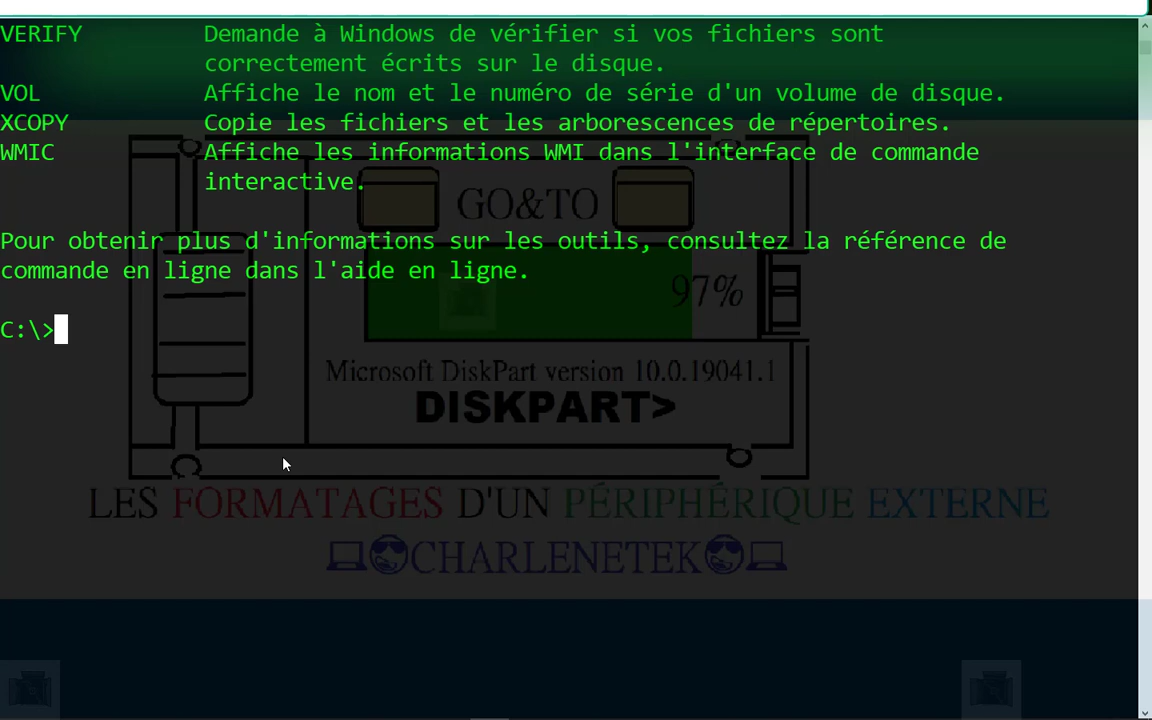 VERIFY Demande à Windows de vérifier si vos fichiers sont
correctement écrits sur le disque.
VOL Affiche le nom et le numéro de série d'un volume de disque.
XCOPY Copie les fichiers et les arborescences de répertoires.
WMIC Affiche les informations WMI dans l'interface de commande
interactive.
GO&TO
Pour obtenir plus d'informations sur les outils, consultez la référence de
commande en ligne dans l'aide en ligne.
97%
C:\>
Microsoft DiskPart version 10.0.19041.1
DISKPART>
LES FORMATAGES D'UN PÉRIPHÉRIQUE EXTERNE
💻😎CHARLENETEK😎💻